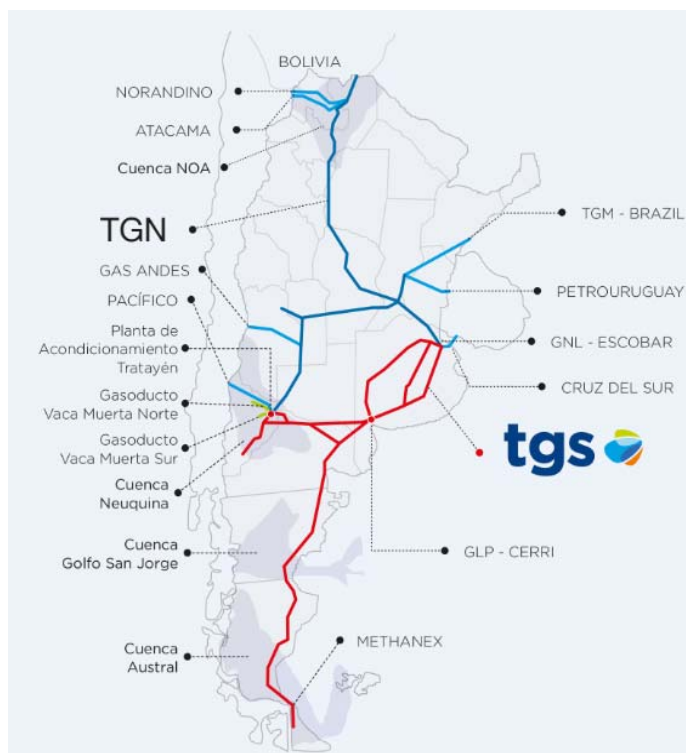 BOLIVIA
NORANDINO
ATACAMA
Cuenca NOA
TGN
TGM - BRAZIL
GAS ANDES
PACÍFICO
PETROURUGUAY
Planta de
Acondicionamiento
Tratayén
GNL - ESCOBAR
CRUZ DEL SUR
Gasoducto
Vaca Muerta Norte
Gasoducto
Vaca Muerta Sur
tgs
Cuenca
Neuquina
Cuenca
Golfo San Jorge
GLP - CERRI
Cuenca
Austral
METHANEX